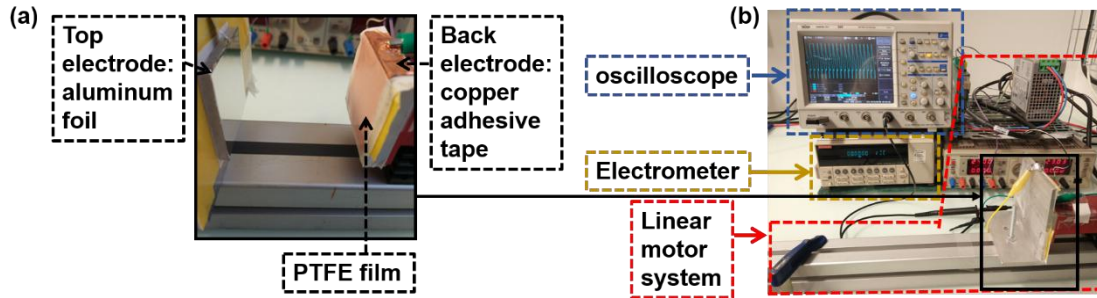 (a)
Top
electrode:
aluminum
foil
Back
electrode:
copper
adhesive
tape
PTFE film
(b)
oscilloscope
Electrometer
Linear
motor
system